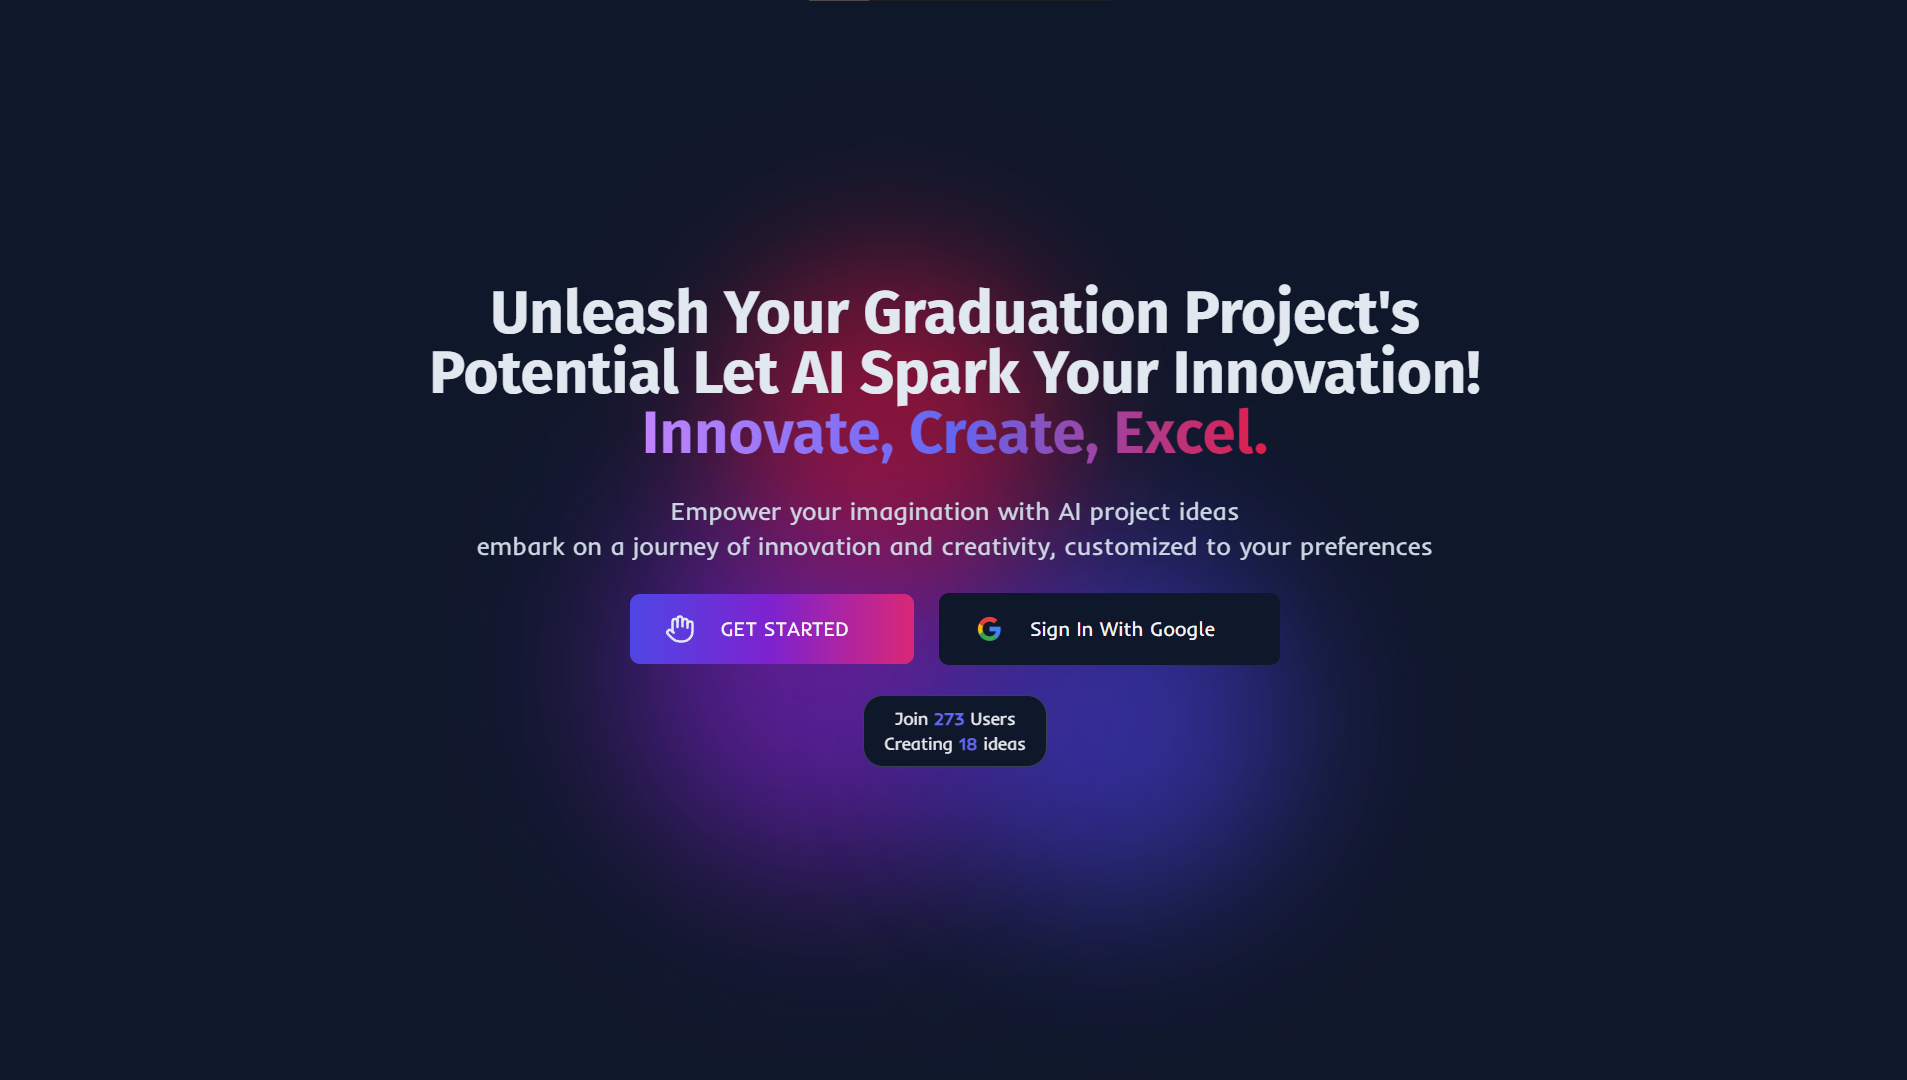 Unleash Your Graduation Project's
Potential Let AI Spark Your Innovation!
Innovate, Create, Excel.
Empower your imagination with AI project ideas
embark on a journey of innovation and creativity, customized to your preferences
GET STARTED
Sign In With Google
Join 273 Users
Creating 18 ideas